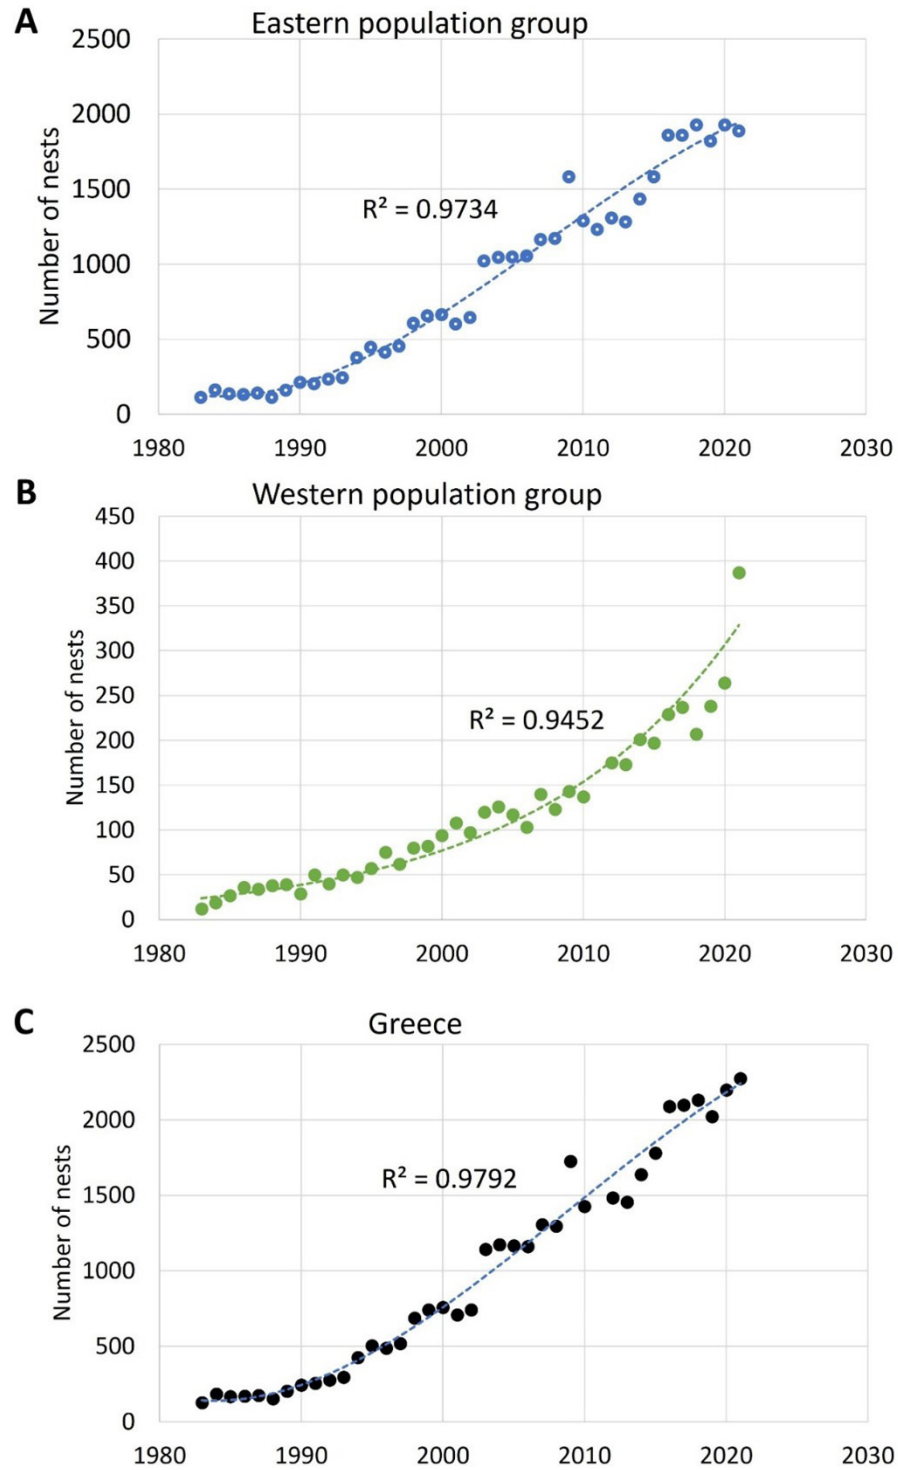 A
Eastern population group
2500
2000
1500
1000
500
0
Number of nests
R² = 0.9734
1980 1990 2000 2010 2020 2030
B
Western population group
450
400
350
300
250
200
150
100
50
0
Number of nests
R² = 0.9452
1980 1990 2000 2010 2020 2030
C
Greece
2500
2000
1500
1000
500
0
Number of nests
R² = 0.9792
1980 1990 2000 2010 2020 2030